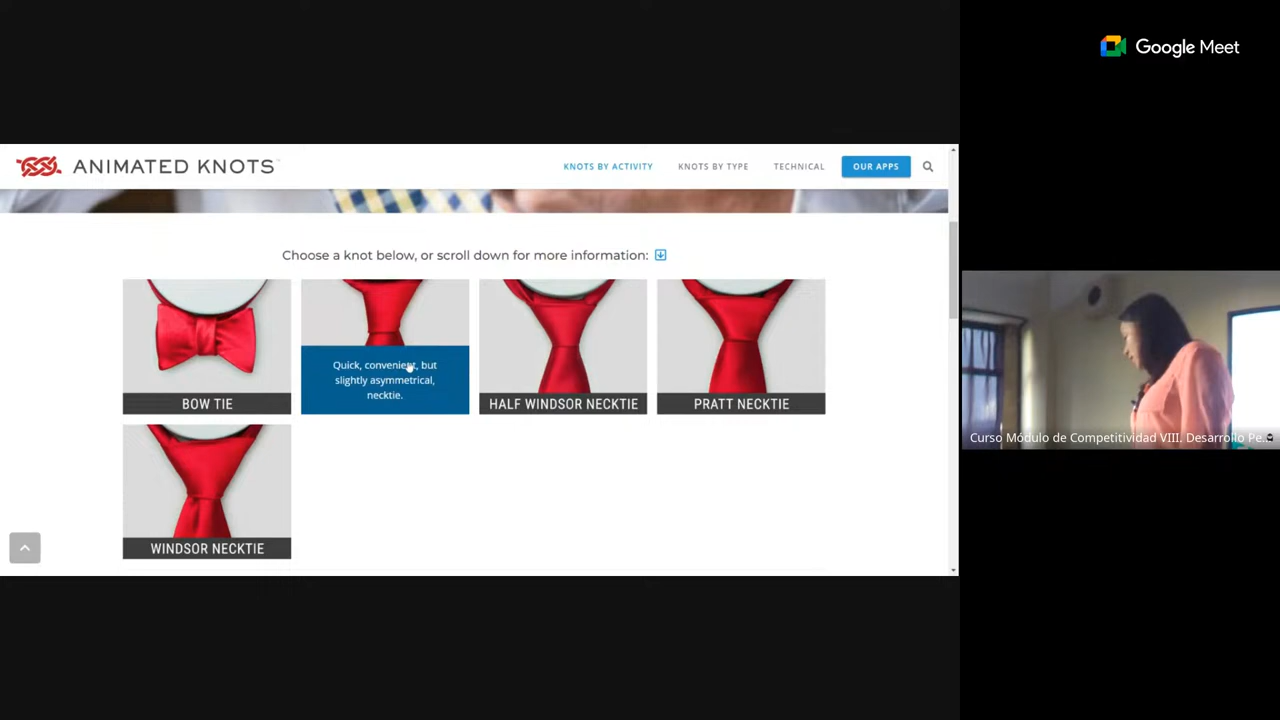 Google Meet
ANIMATED KNOTS
KNOTS BY ACTIVITY
KNOTS BY TYPE
TECHNICAL
OUR APPS
Choose a knot below, or scroll down for more information:
BOW TIE
Quick, convenient, but
slightly asymmetrical,
necktie.
HALF WINDSOR NECKTIE
PRATT NECKTIE
WINDSOR NECKTIE
Curso Módulo de Competitividad VIII. Desarrollo Pe...